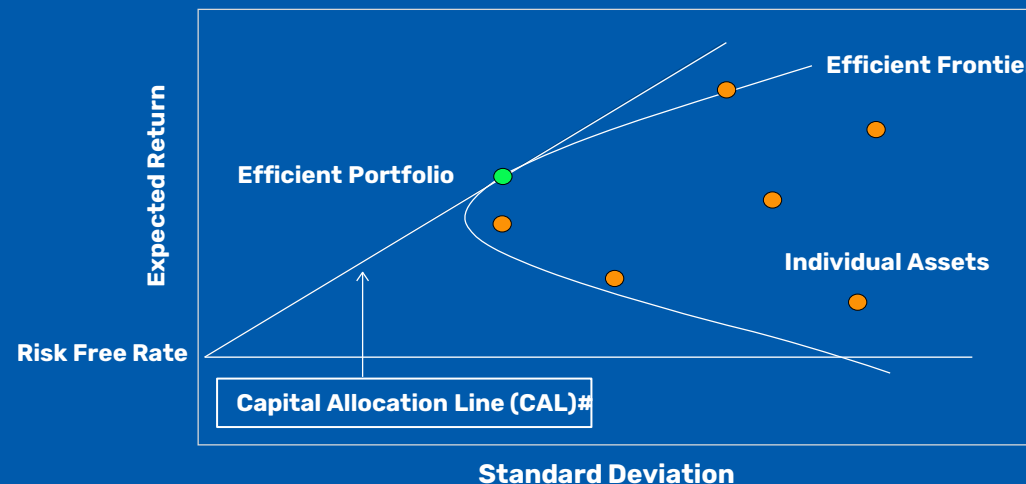 Efficient Frontie
Expected Return
Efficient Portfolio
Individual Assets
Risk Free Rate
Capital Allocation Line (CAL)#
Standard Deviation